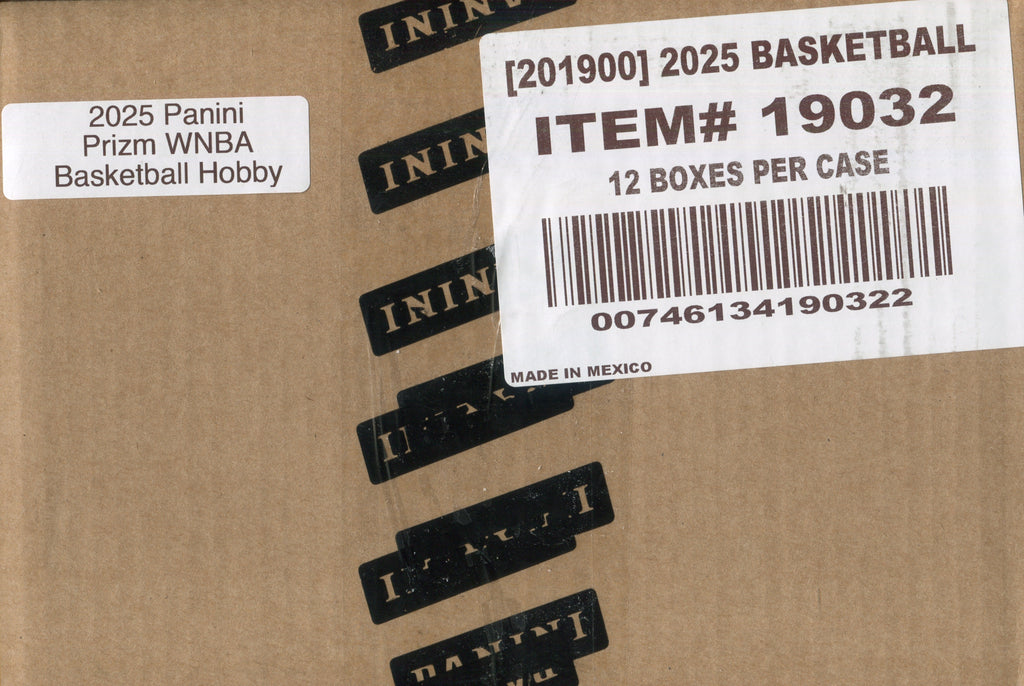 2025 Panini
Prizm WNBA
Basketball Hobby
[201900] 2025 BASKETBALL
ITEM# 19032
12 BOXES PER CASE
00746134190322
MADE IN MEXICO
PANINI